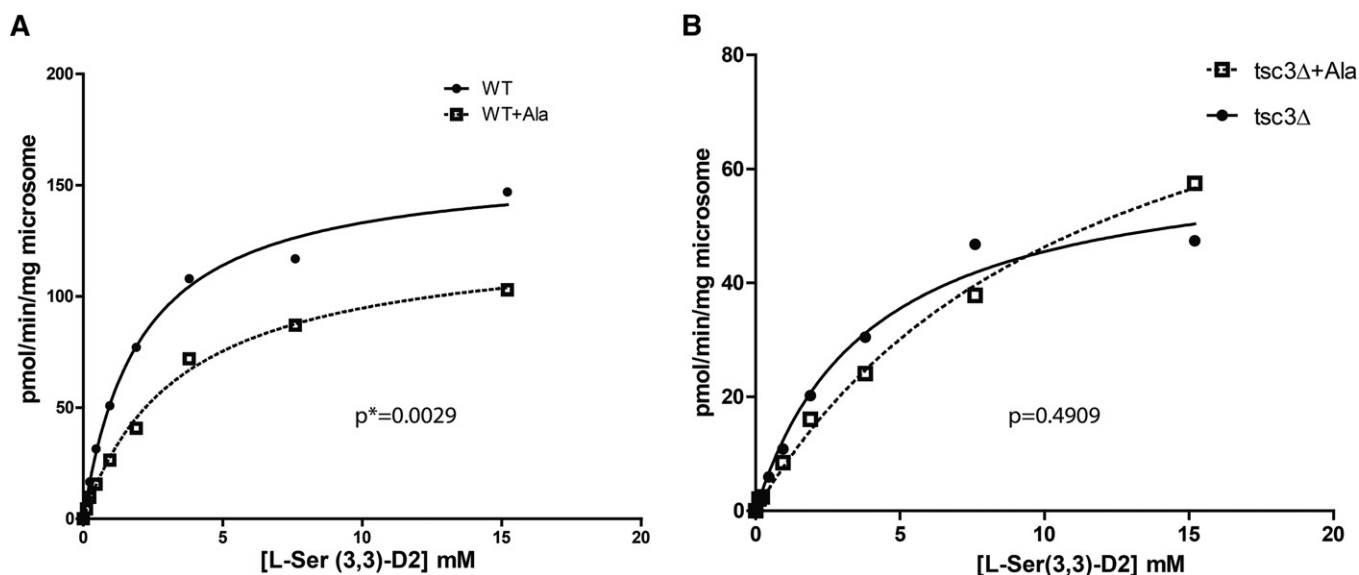 A
pmol/min/mg microsome
200
150
100
50
0
WT
WT+Ala
p*=0.0029
0 5 10 15 20
[L-Ser (3,3)-D2] mM
B
pmol/min/mg microsome
80
60
40
20
0
tsc3Δ+Ala
tsc3Δ
p=0.4909
0 5 10 15 20
[L-Ser(3,3)-D2] mM